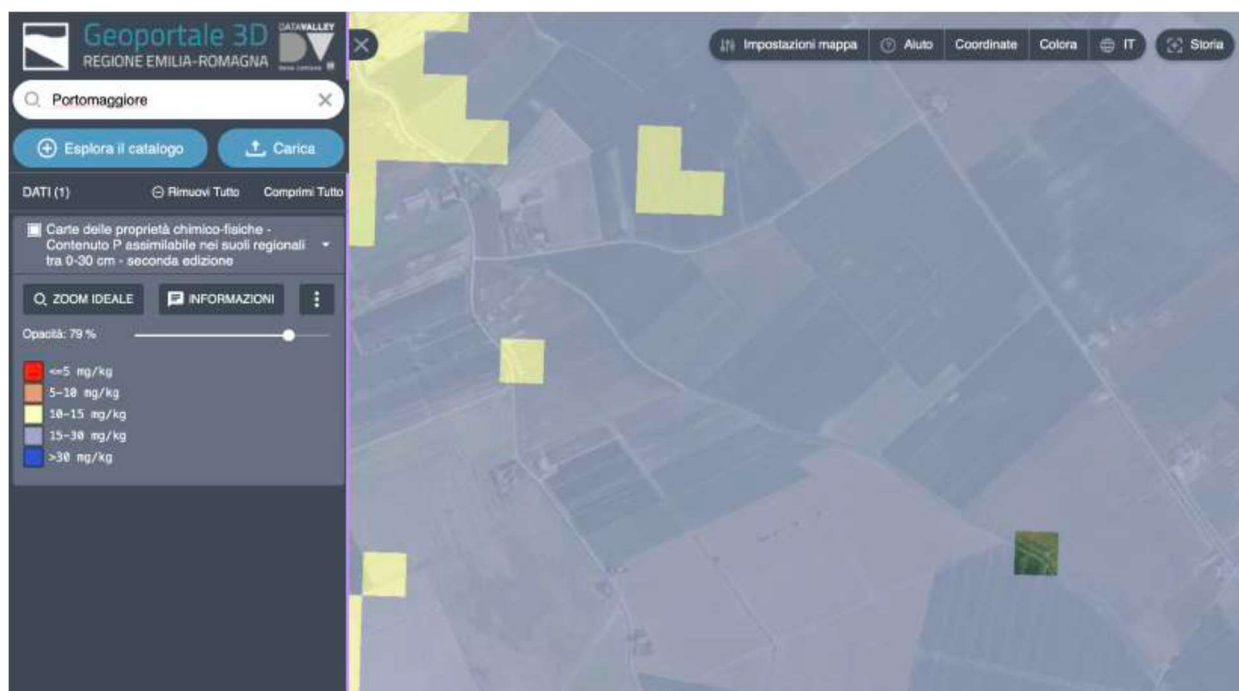 Geoportale 3D
REGIONE EMILIA-ROMAGNA
DATAVALLEY
Portomaggiore
Esplora il catalogo
Carica
DATI (1)
Rimuovi Tutto
Comprimi Tutto
Carte delle proprietà chimico-fisiche -
Contenuto P assimilabile nei suoli regionali
tra 0-30 cm - seconda edizione
ZOOM IDEALE
INFORMAZIONI
Opacità: 79 %
<=5 mg/kg
5-10 mg/kg
10-15 mg/kg
15-30 mg/kg
>30 mg/kg
Impostazioni mappa
Aiuto
Coordinate
Colora
IT
Storia